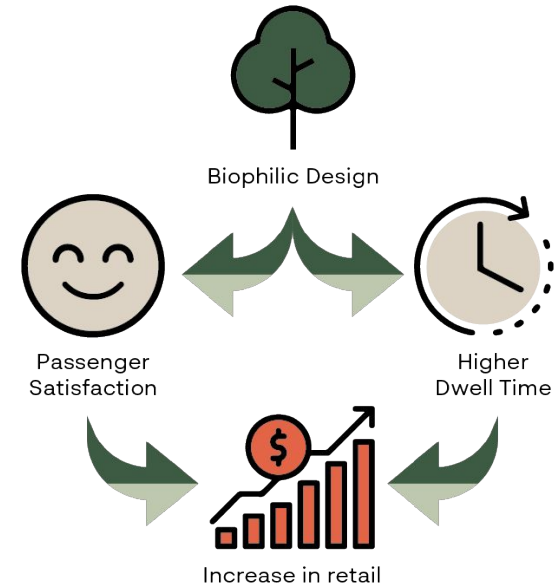 Biophilic Design
Passenger
Satisfaction
Higher
Dwell Time
$
Increase in retail